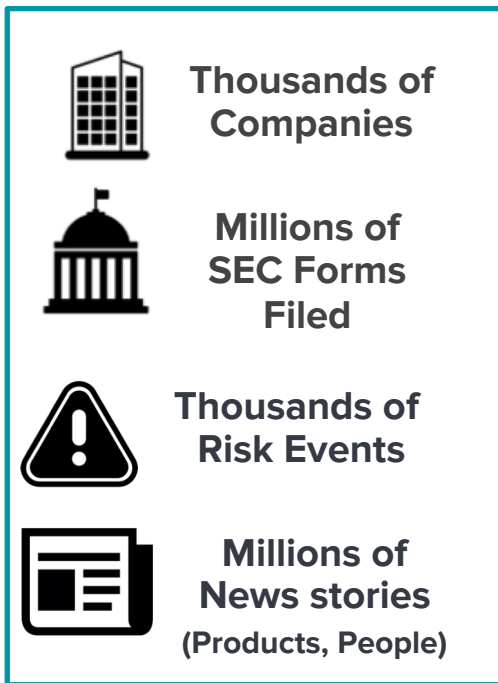 Thousands of
Companies
Millions of
SEC Forms
Filed
Thousands of
Risk Events
Millions of
News stories
(Products, People)